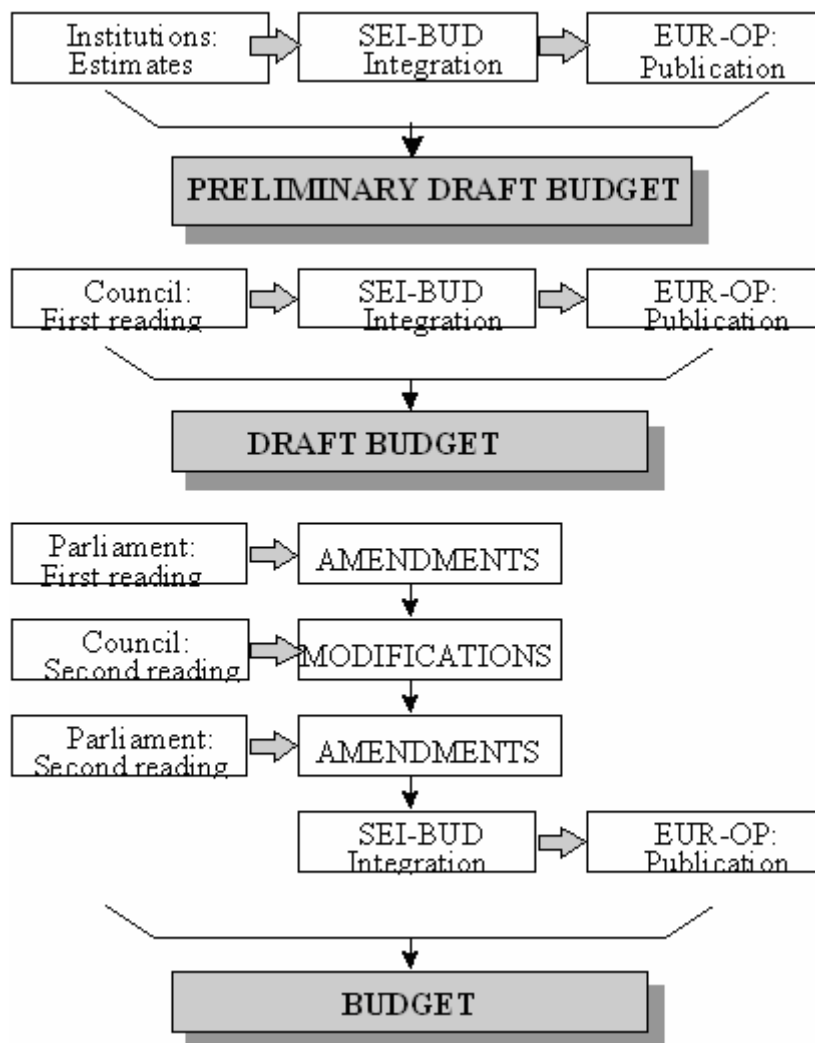 Institutions:
Estimates
SEI-BUD
Integration
EUR-OP:
Publication
PRELIMINARY DRAFT BUDGET
Council:
First reading
SEI-BUD
Integration
EUR-OP:
Publication
DRAFT BUDGET
Parliament:
First reading
AMENDMENTS
Council:
Second reading
MODIFICATIONS
Parliament:
Second reading
AMENDMENTS
SEI-BUD
Integration
EUR-OP:
Publication
BUDGET